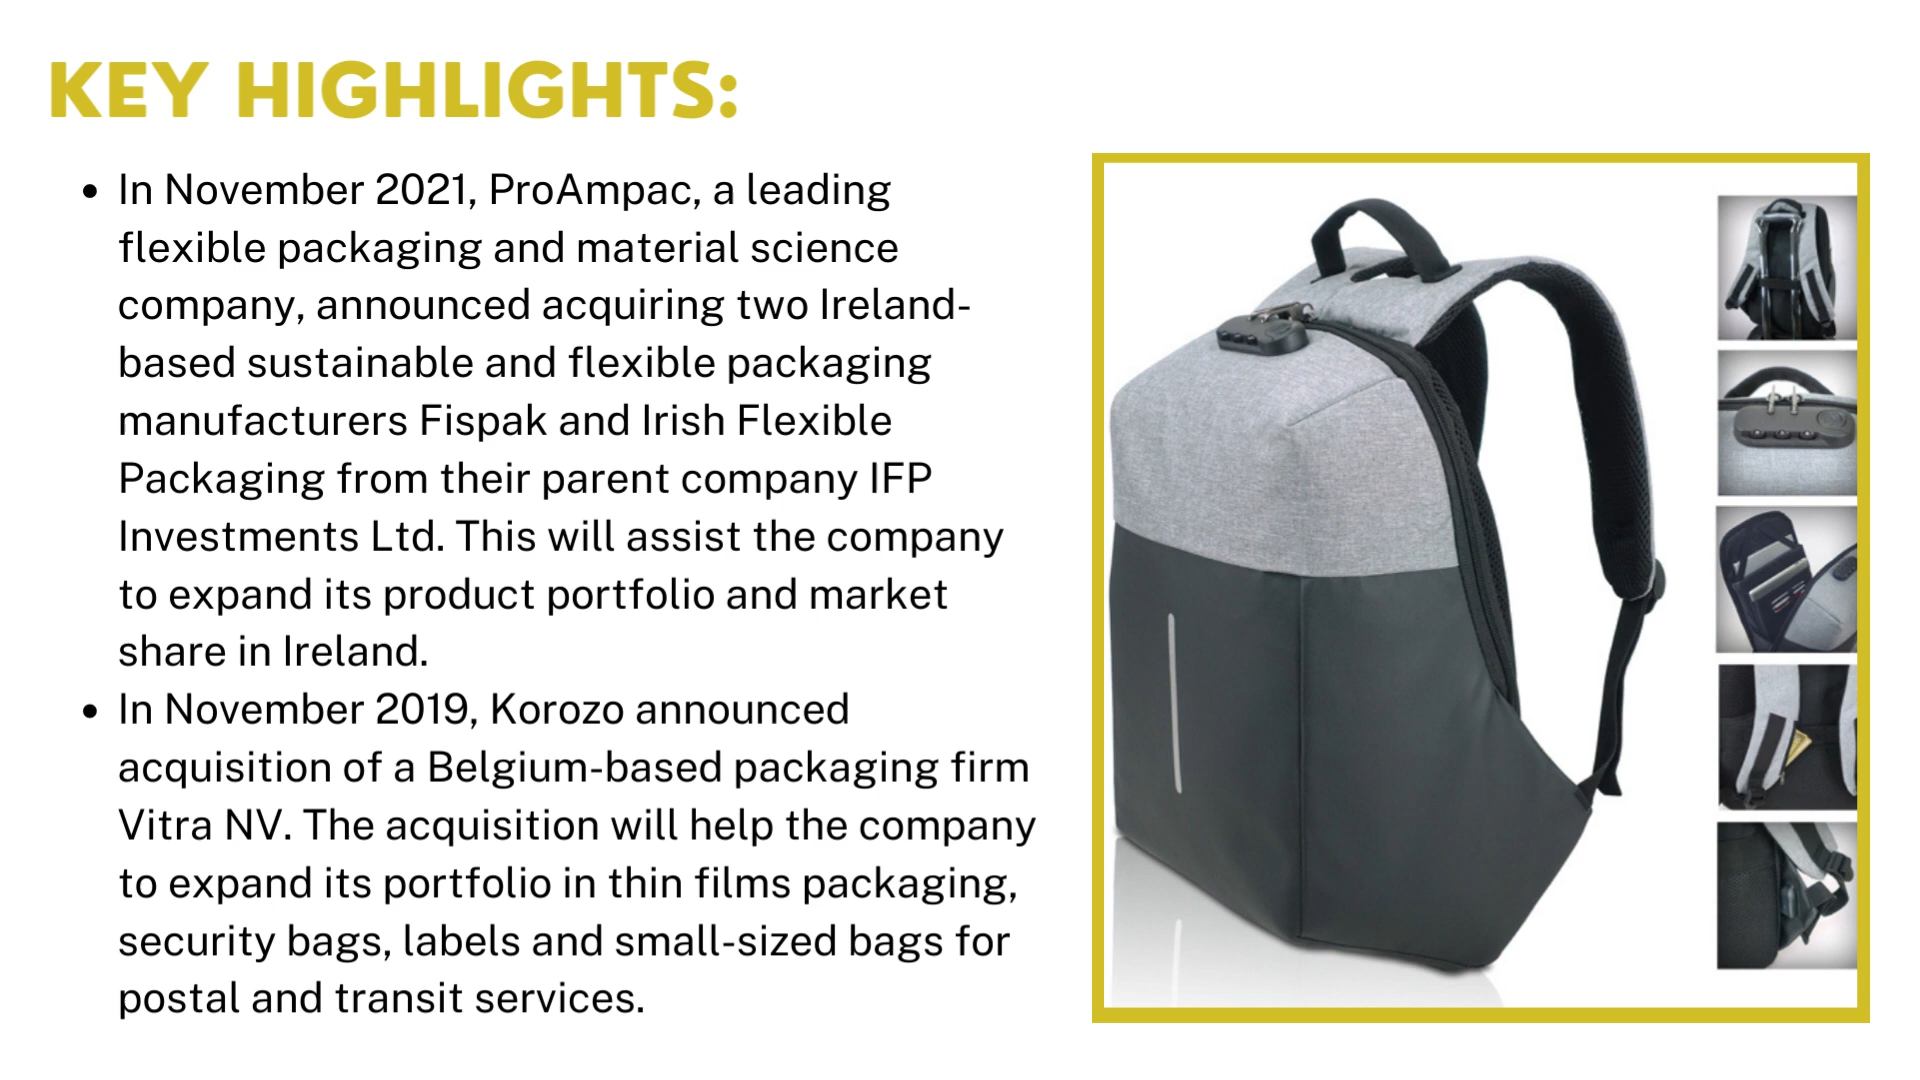 KEY HIGHLIGHTS:
• In November 2021, ProAmpac, a leading
flexible packaging and material science
company, announced acquiring two Ireland-
based sustainable and flexible packaging
manufacturers Fispak and Irish Flexible
Packaging from their parent company IFP
Investments Ltd. This will assist the company
to expand its product portfolio and market
share in Ireland.
• In November 2019, Korozo announced
acquisition of a Belgium-based packaging firm
Vitra NV. The acquisition will help the company
to expand its portfolio in thin films packaging,
security bags, labels and small-sized bags for
postal and transit services.